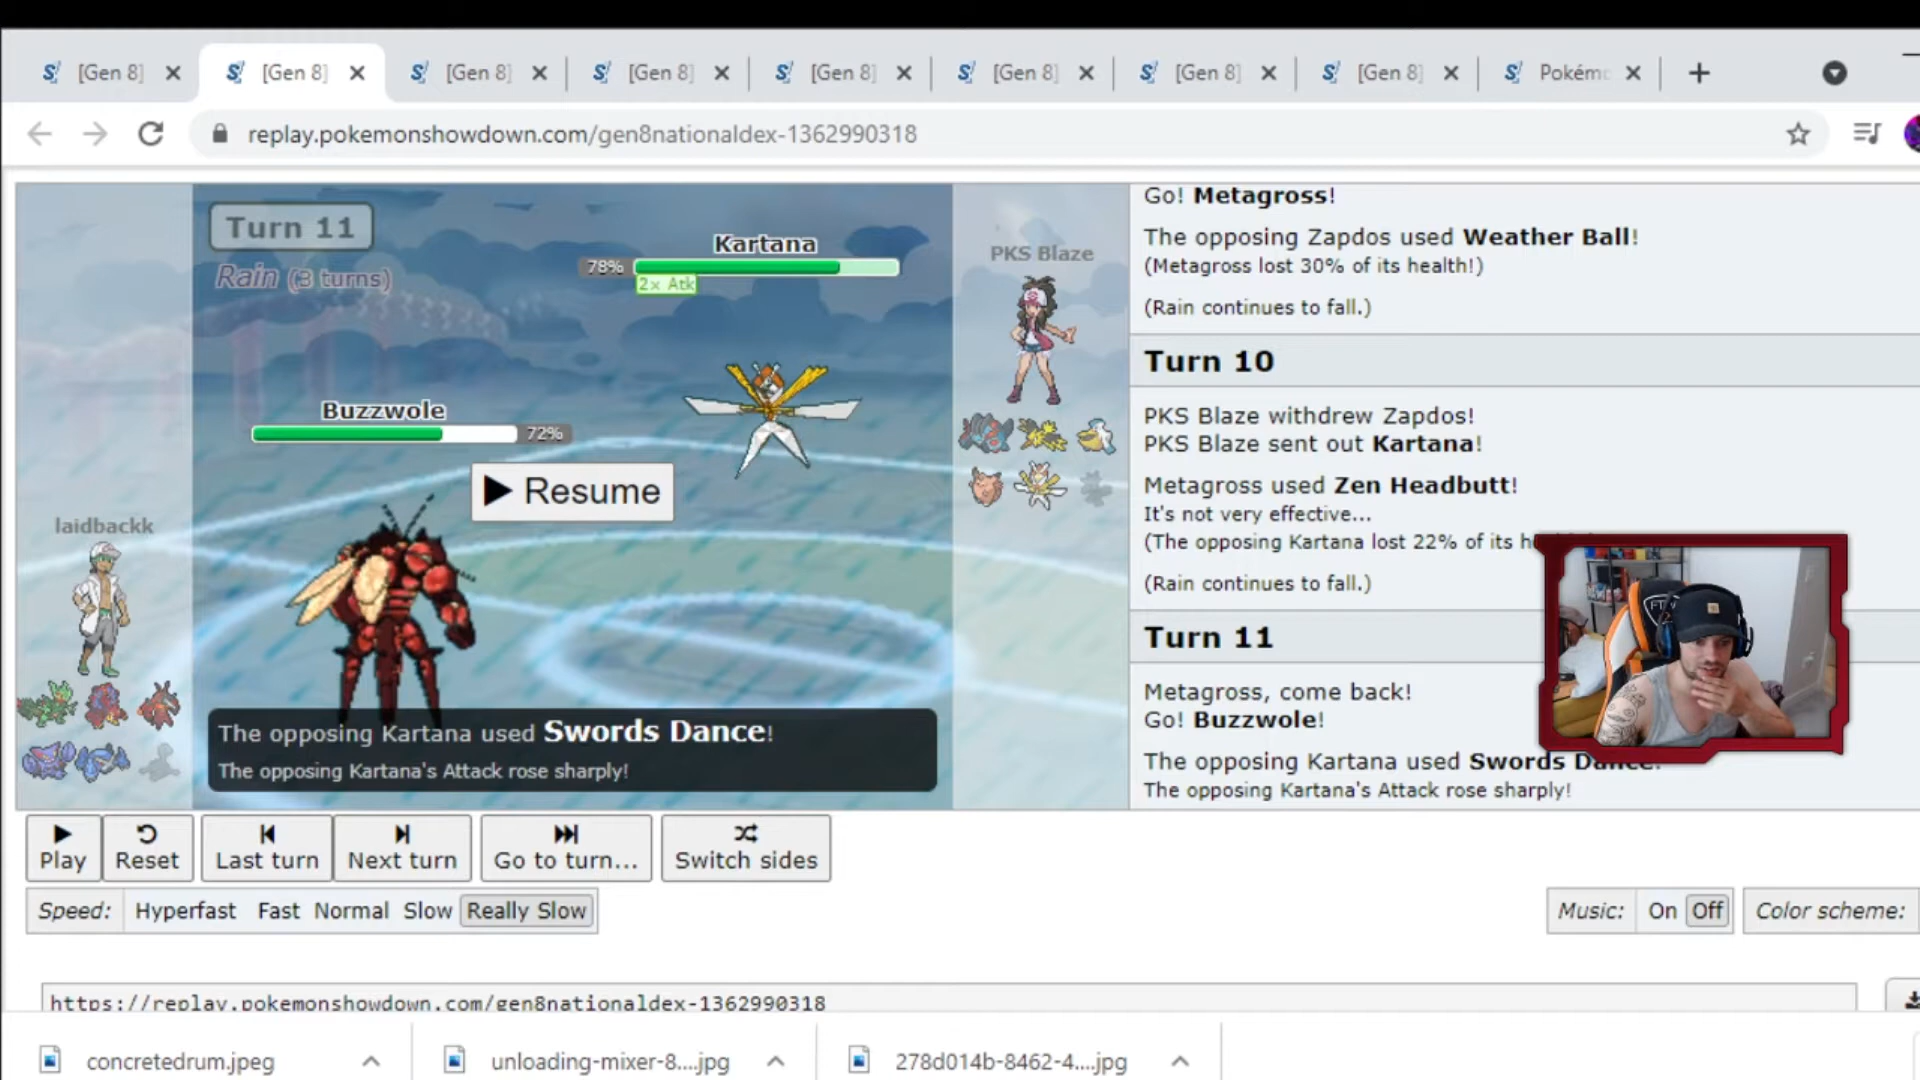 [Gen 8] [Gen 8] [Gen 8] [Gen 8] [Gen 8] [Gen 8] [Gen 8] [Gen 8] Pokém
replay.pokemonshowdown.com/gen8nationaldex-1362990318
Turn 11
Rain (3 turns)
Kartana
78%
2× Atk
Buzzwole
72%
Resume
laidbackk
PKS Blaze
The opposing Kartana used Swords Dance!
The opposing Kartana's Attack rose sharply!
Go! Metagross!
The opposing Zapdos used Weather Ball!
(Metagross lost 30% of its health!)
(Rain continues to fall.)
Turn 10
PKS Blaze withdrew Zapdos!
PKS Blaze sent out Kartana!
Metagross used Zen Headbutt!
It's not very effective...
(The opposing Kartana lost 22% of its
(Rain continues to fall.)
Turn 11
Metagross, come back!
Go! Buzzwole!
The opposing Kartana used Swords Dance!
The opposing Kartana's Attack rose sharply!
Play Reset Last turn Next turn Go to turn... Switch sides
Speed: Hyperfast Fast Normal Slow Really Slow
Music: On Off Color scheme:
https://replay.pokemonshowdown.com/gen8nationaldex-1362990318
concretedrum.jpeg unloading-mixer-8....jpg 278d014b-8462-4....jpg